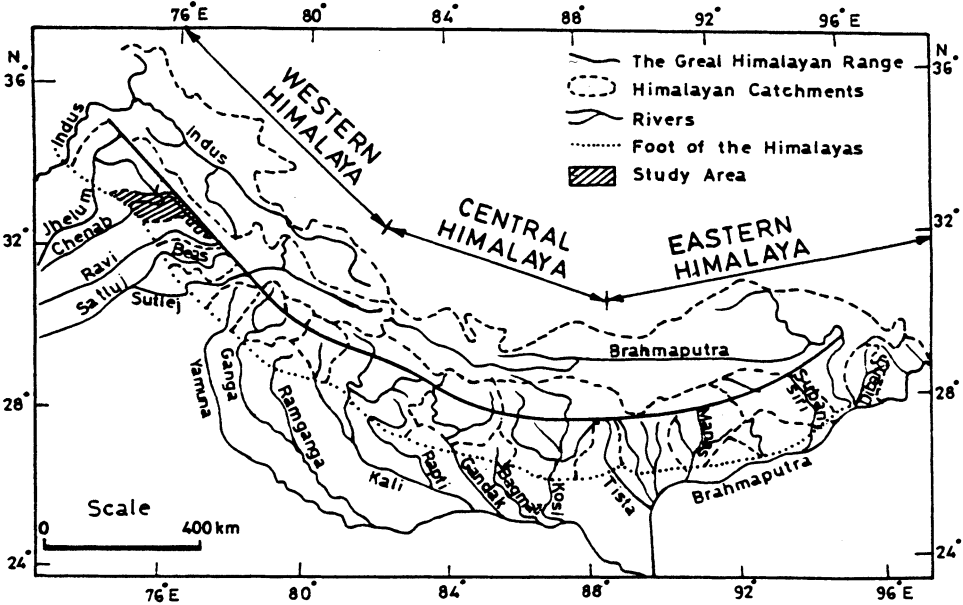 76°E 80° 84° 88° 92° 96°E
N
36°
32°
28°
24°
N
36°
32°
28°
24°
The Greal Himalayan Range
Himalayan Catchments
Rivers
Foot of the Himalayas
Study Area
WESTERN
HIMALAYA
CENTRAL
HIMALAYA
EASTERN
HIMALAYA
Indus
Indus
Jhelum
Chenab
Ravi
Beas
Satluj
Sutlej
Yamuna
Ganga
Ramganga
Kali
Rapti
Gandak
Bagmati
Kosi
Tista
Manas
Subansiri
Brahmaputra
Brahmaputra
Scale
0 400 km
76°E 80° 84° 88° 92° 96°E